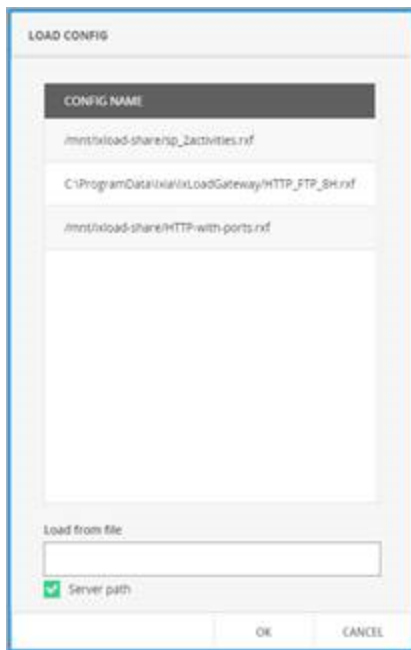 LOAD CONFIG
CONFIG NAME
/mnt/ixload-share/sp_2activities.rxf
C:\ProgramData\Ixia\IxLoadGateway/HTTP_FTP_BH.rxf
/mnt/ixload-share/HTTP-with-ports.rxf
Load from file
Server path
OK CANCEL